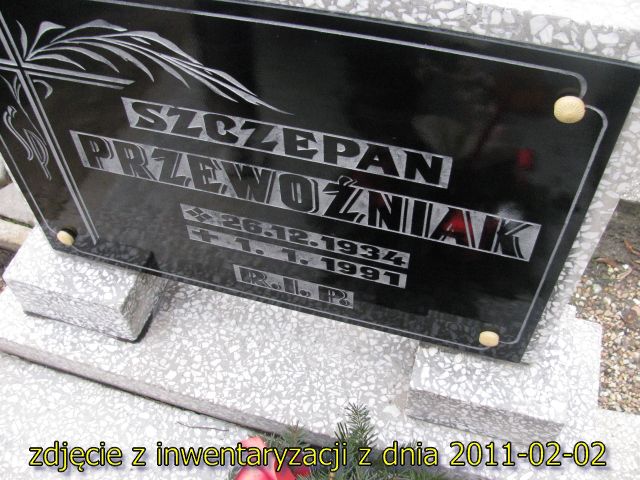 SZCZEPAN
PRZEWOŹNIAK
26.12.1934
✝ 1. 1. 1991
R. I. P.
zdjęcie z inwentaryzacji z dnia 2011-02-02